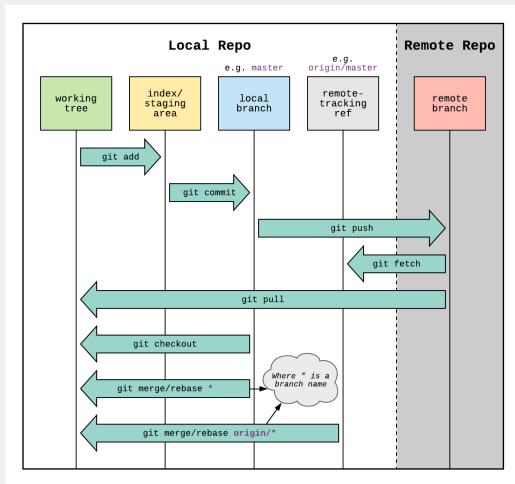 Local Repo
Remote Repo
e.g. master
e.g.
origin/master
working
tree
index/
staging
area
local
branch
remote-
tracking
ref
remote
branch
git add
git commit
git push
git fetch
git pull
git checkout
Where * is a
branch name
git merge/rebase *
git merge/rebase origin/*